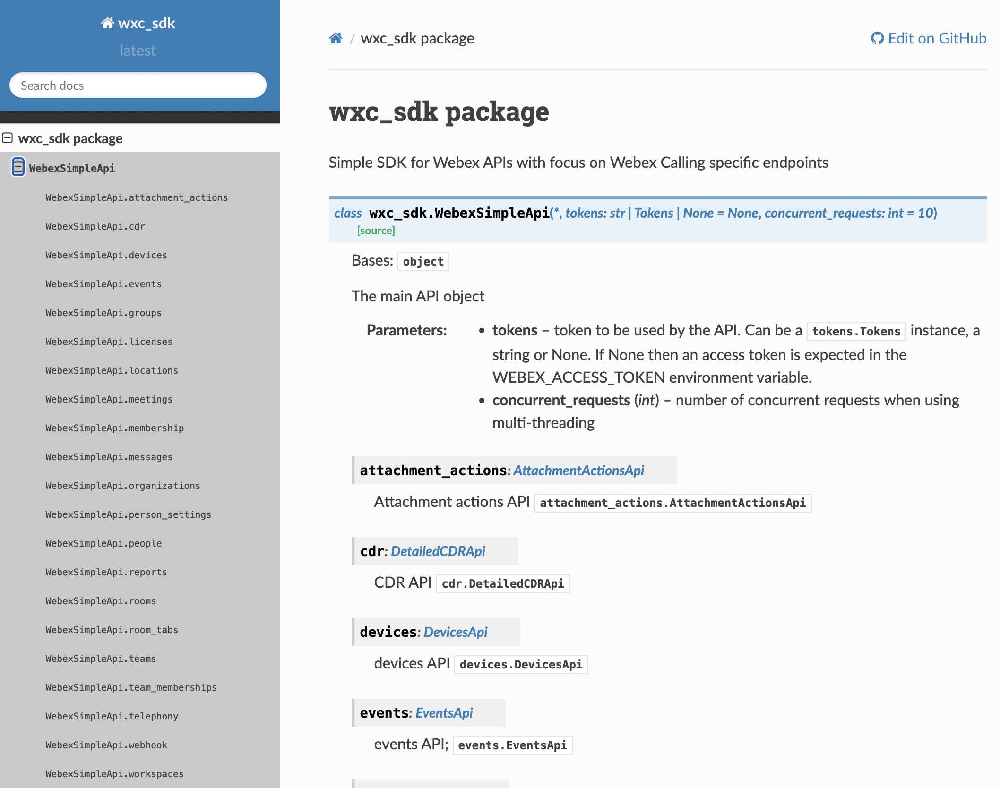 wxc_sdk
latest
Search docs
wxc_sdk package
WebexSimpleApi
WebexSimpleApi.attachment_actions
WebexSimpleApi.cdr
WebexSimpleApi.devices
WebexSimpleApi.events
WebexSimpleApi.groups
WebexSimpleApi.licenses
WebexSimpleApi.locations
WebexSimpleApi.meetings
WebexSimpleApi.membership
WebexSimpleApi.messages
WebexSimpleApi.organizations
WebexSimpleApi.person_settings
WebexSimpleApi.people
WebexSimpleApi.reports
WebexSimpleApi.rooms
WebexSimpleApi.room_tabs
WebexSimpleApi.teams
WebexSimpleApi.team_memberships
WebexSimpleApi.telephony
WebexSimpleApi.webhook
WebexSimpleApi.workspaces
/ wxc_sdk package
Edit on GitHub
wxc_sdk package
Simple SDK for Webex APIs with focus on Webex Calling specific endpoints
class wxc_sdk.WebexSimpleApi(*, tokens: str | Tokens | None = None, concurrent_requests: int = 10)
[source]
Bases: object
The main API object
Parameters:
• tokens – token to be used by the API. Can be a tokens.Tokens instance, a
string or None. If None then an access token is expected in the
WEBEX_ACCESS_TOKEN environment variable.
• concurrent_requests (int) – number of concurrent requests when using
multi-threading
attachment_actions: AttachmentActionsApi
Attachment actions API attachment_actions.AttachmentActionsApi
cdr: DetailedCDRApi
CDR API cdr.DetailedCDRApi
devices: DevicesApi
devices API devices.DevicesApi
events: EventsApi
events API; events.EventsApi